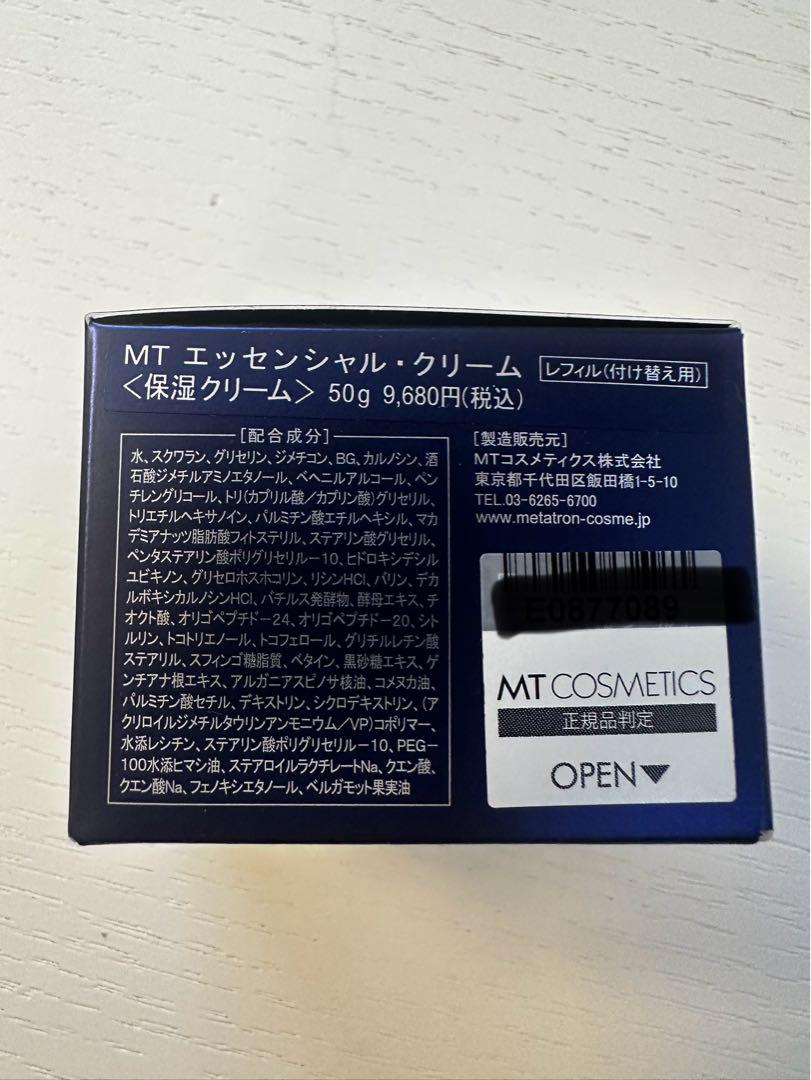 MT エッセンシャル・クリーム
レフィル(付け替え用)
〈保湿クリーム〉 50g 9,680円(税込)
[配合成分]
水、スクワラン、グリセリン、ジメチコン、BG、カルノシン、酒
石酸ジメチルアミノエタノール、ベヘニルアルコール、ペン
チレングリコール、トリ(カプリル酸/カプリン酸)グリセリル、
トリエチルヘキサノイン、パルミチン酸エチルヘキシル、マカ
デミアナッツ脂肪酸フィトステリル、ステアリン酸グリセリル、
ペンタステアリン酸ポリグリセリル-10、ヒドロキシデシル
ユビキノン、グリセロホスホコリン、リシンHCl、バリン、デカ
ルボキシカルノシンHCl、バチルス発酵物、酵母エキス、チ
オクト酸、オリゴペプチド-24、オリゴペプチド-20、シト
ルリン、トコトリエノール、トコフェロール、グリチルレチン酸
ステアリル、スフィンゴ糖脂質、ベタイン、黒砂糖エキス、ゲ
ンチアナ根エキス、アルガニアスピノサ核油、コメヌカ油、
パルミチン酸セチル、デキストリン、シクロデキストリン、(ア
クリロイルジメチルタウリンアンモニウム/VP)コポリマー、
水添レシチン、ステアリン酸ポリグリセリル-10、PEG-
100水添ヒマシ油、ステアロイルラクチレートNa、クエン酸、
クエン酸Na、フェノキシエタノール、ベルガモット果実油
[製造販売元]
MTコスメティクス株式会社
東京都千代田区飯田橋1-5-10
TEL.03-6265-6700
www.metatron-cosme.jp
E0877089
MT COSMETICS
正規品判定
OPEN▼